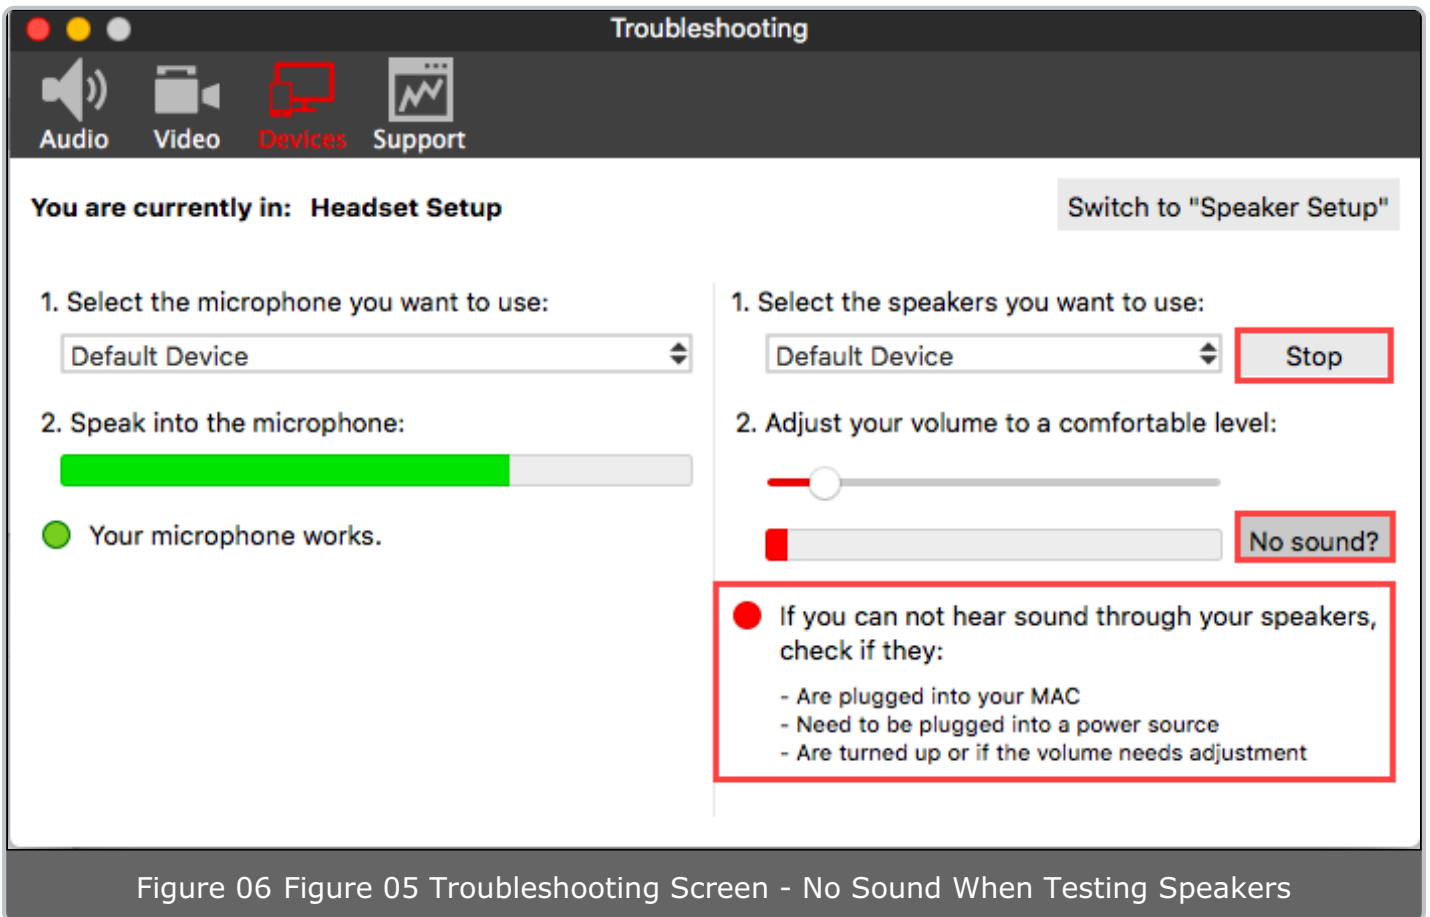 Troubleshooting
Audio
Video
Devices
Support
You are currently in: Headset Setup
Switch to "Speaker Setup"
1. Select the microphone you want to use:
Default Device
2. Speak into the microphone:
Your microphone works.
1. Select the speakers you want to use:
Default Device
Stop
2. Adjust your volume to a comfortable level:
No sound?
If you can not hear sound through your speakers,
check if they:
- Are plugged into your MAC
- Need to be plugged into a power source
- Are turned up or if the volume needs adjustment
Figure 06 Figure 05 Troubleshooting Screen - No Sound When Testing Speakers